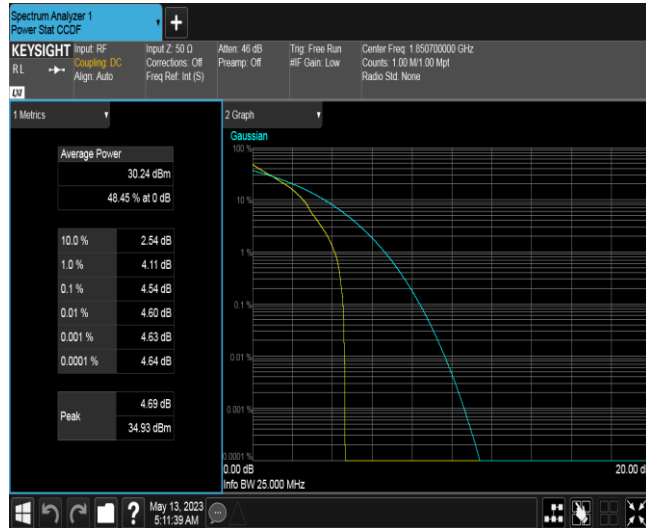 Spectrum Analyzer 1
Power Stat CCDF
+
KEYSIGHT
RL
LXI
Input: RF
Coupling: DC
Align: Auto
Input Z: 50 Ω
Corrections: Off
Freq Ref: Int (S)
Atten: 46 dB
Preamp: Off
Trig: Free Run
#IF Gain: Low
Center Freq: 1.850700000 GHz
Counts: 1.00 M/1.00 Mpt
Radio Std: None
1 Metrics
Average Power
30.24 dBm
48.45 % at 0 dB
10.0 % 2.54 dB
1.0 % 4.11 dB
0.1 % 4.54 dB
0.01 % 4.60 dB
0.001 % 4.63 dB
0.0001 % 4.64 dB
Peak
4.69 dB
34.93 dBm
2 Graph
Gaussian
100 %
10 %
1 %
0.1 %
0.01 %
0.001 %
0.0001 %
0.00 dB
20.00 d
Info BW 25.000 MHz
?
May 13, 2023
5:11:39 AM